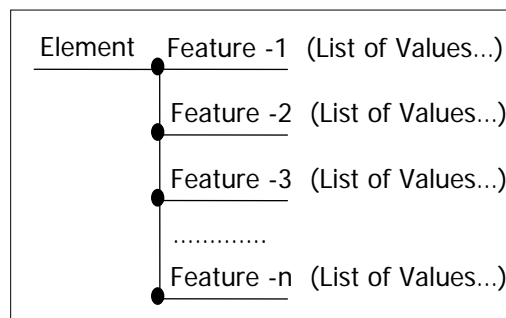 Element Feature -1 (List of Values...)
Feature -2 (List of Values...)
Feature -3 (List of Values...)
.............
Feature -n (List of Values...)